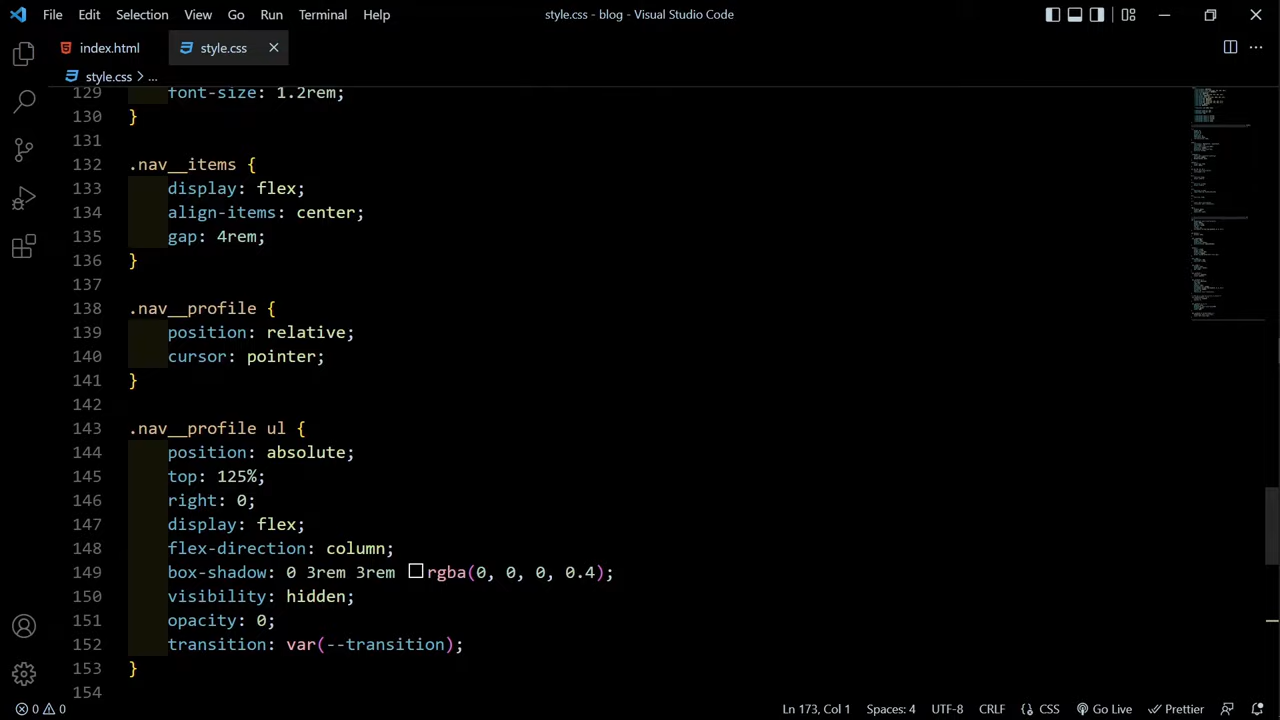 File Edit Selection View Go Run Terminal Help style.css - blog - Visual Studio Code
index.html style.css
style.css > ...
129 font-size: 1.2rem;
130 }
131
132 .nav__items {
133 display: flex;
134 align-items: center;
135 gap: 4rem;
136 }
137
138 .nav__profile {
139 position: relative;
140 cursor: pointer;
141 }
142
143 .nav__profile ul {
144 position: absolute;
145 top: 125%;
146 right: 0;
147 display: flex;
148 flex-direction: column;
149 box-shadow: 0 3rem 3rem rgba(0, 0, 0, 0.4);
150 visibility: hidden;
151 opacity: 0;
152 transition: var(--transition);
153 }
154
0 0 Ln 173, Col 1 Spaces: 4 UTF-8 CRLF {} CSS Go Live Prettier